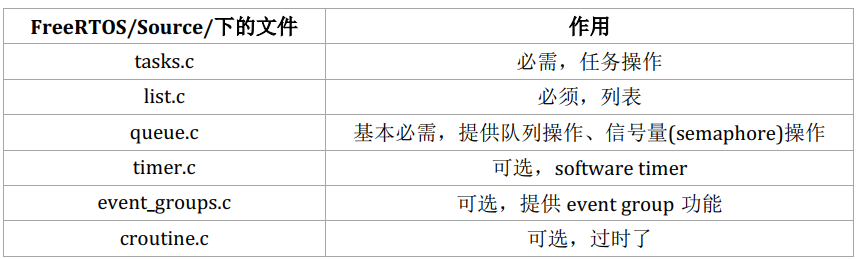 FreeRTOS/Source/下的文件 作用
tasks.c 必需，任务操作
list.c 必须，列表
queue.c 基本必需，提供队列操作、信号量(semaphore)操作
timer.c 可选，software timer
event_groups.c 可选，提供 event group 功能
croutine.c 可选，过时了